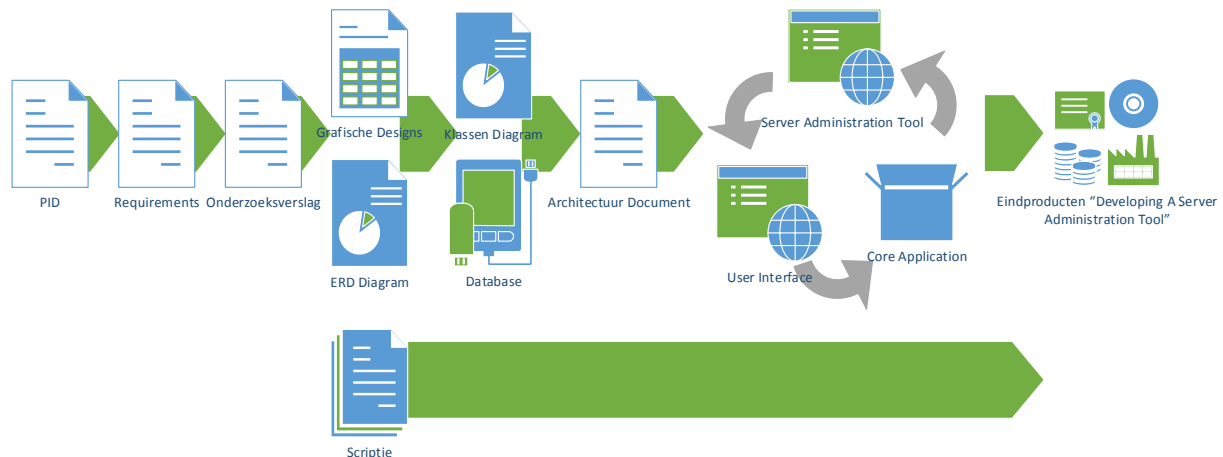 Grafische Designs
Klassen Diagram
Server Administration Tool
PID
Requirements
Onderzoeksverslag
Architectuur Document
Eindproducten “Developing A Server
Administration Tool”
ERD Diagram
Database
User Interface
Core Application
Scriptie